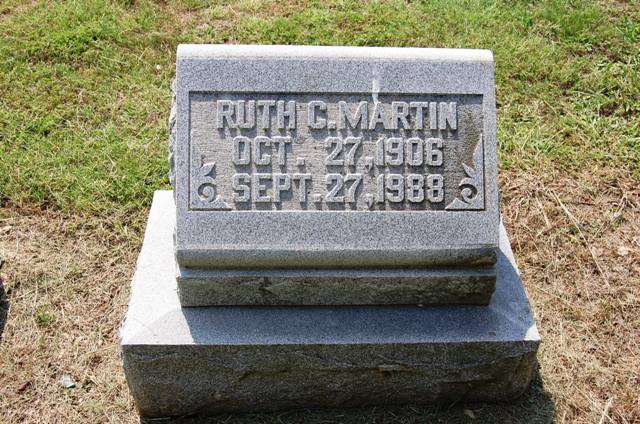 RUTH C. MARTIN
OCT. 27, 1906
SEPT. 27, 1988